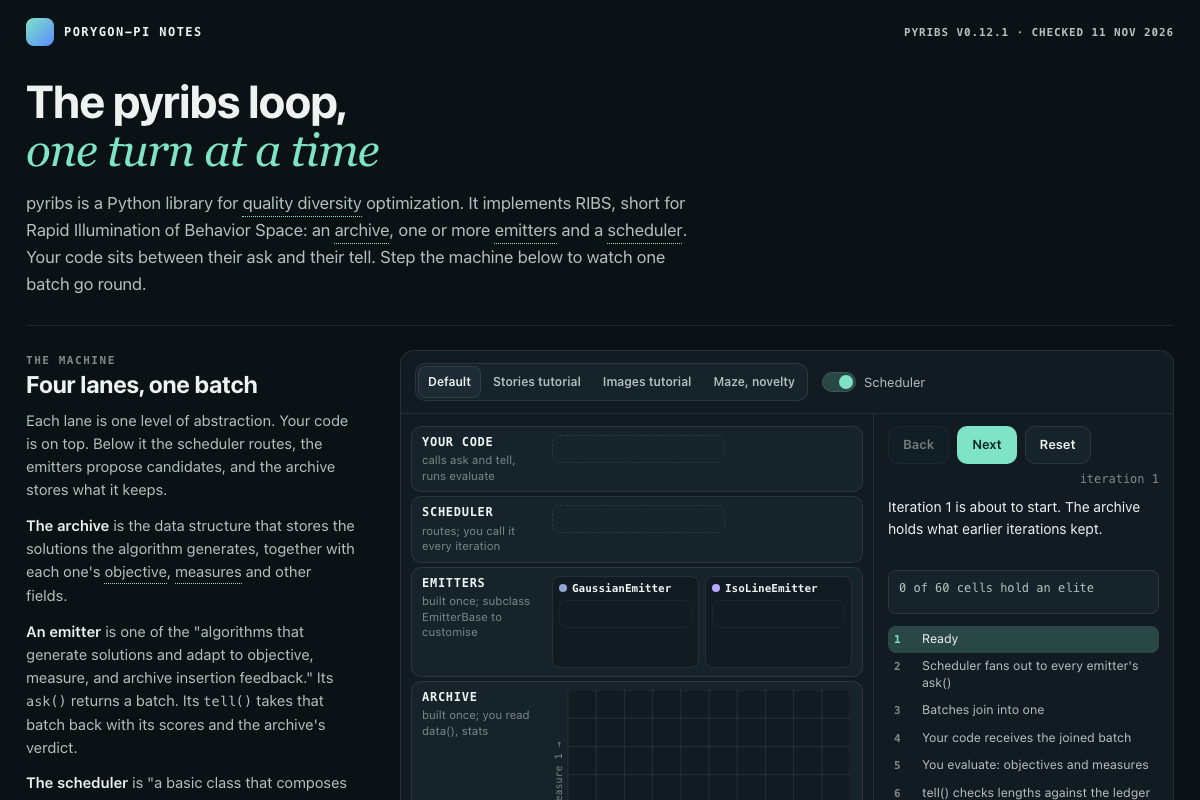 PORYGON-PI NOTES
PYRIBS V0.12.1 · CHECKED 11 NOV 2026
The pyribs loop,
one turn at a time
pyribs is a Python library for quality diversity optimization. It implements RIBS, short for
Rapid Illumination of Behavior Space: an archive, one or more emitters and a scheduler.
Your code sits between their ask and their tell. Step the machine below to watch one
batch go round.
THE MACHINE
Four lanes, one batch
Each lane is one level of abstraction. Your code
is on top. Below it the scheduler routes, the
emitters propose candidates, and the archive
stores what it keeps.
The archive is the data structure that stores the
solutions the algorithm generates, together with
each one's objective, measures and other
fields.
An emitter is one of the "algorithms that
generate solutions and adapt to objective,
measure, and archive insertion feedback." Its
ask() returns a batch. Its tell() takes that
batch back with its scores and the archive's
verdict.
The scheduler is "a basic class that composes
Default
Stories tutorial
Images tutorial
Maze, novelty
Scheduler
YOUR CODE
calls ask and tell,
runs evaluate
SCHEDULER
routes; you call it
every iteration
EMITTERS
built once; subclass
EmitterBase to
customise
GaussianEmitter
IsoLineEmitter
ARCHIVE
built once; you read
data(), stats
easure 1 →
Back
Next
Reset
iteration 1
Iteration 1 is about to start. The archive
holds what earlier iterations kept.
0 of 60 cells hold an elite
1 Ready
2 Scheduler fans out to every emitter's
ask()
3 Batches join into one
4 Your code receives the joined batch
5 You evaluate: objectives and measures
6 tell() checks lengths against the ledger